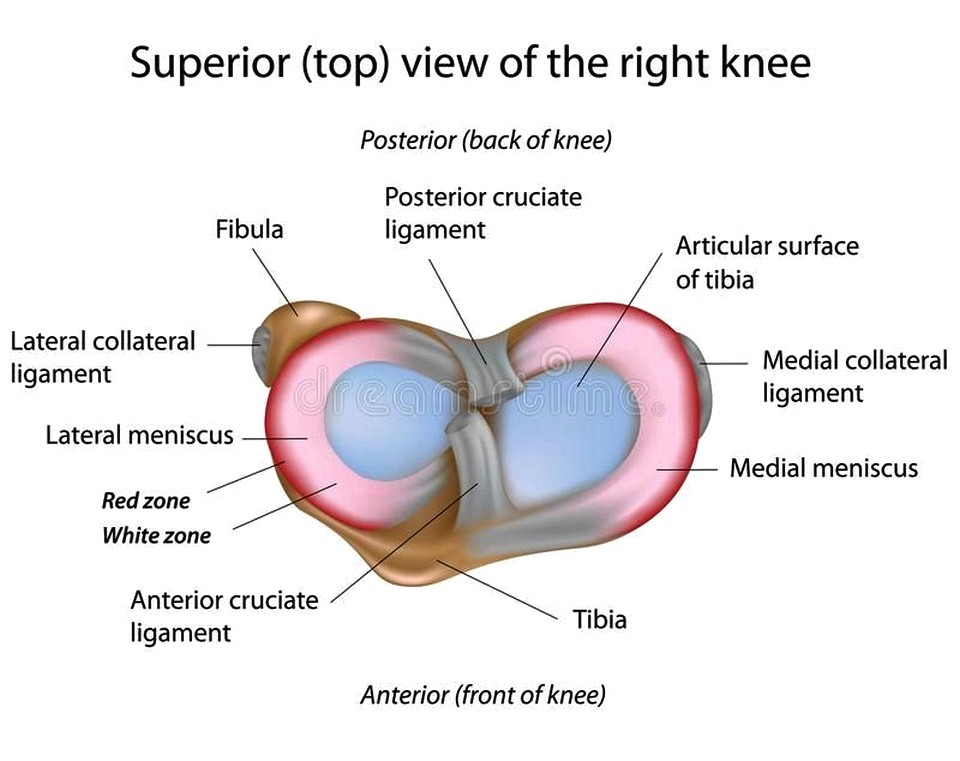 Superior (top) view of the right knee
Posterior (back of knee)
Posterior cruciate
ligament
Fibula
Articular surface
of tibia
Lateral collateral
ligament
Medial collateral
ligament
dreamstime.
Lateral meniscus
Medial meniscus
Red zone
White zone
Anterior cruciate
ligament
Tibia
Anterior (front of knee)